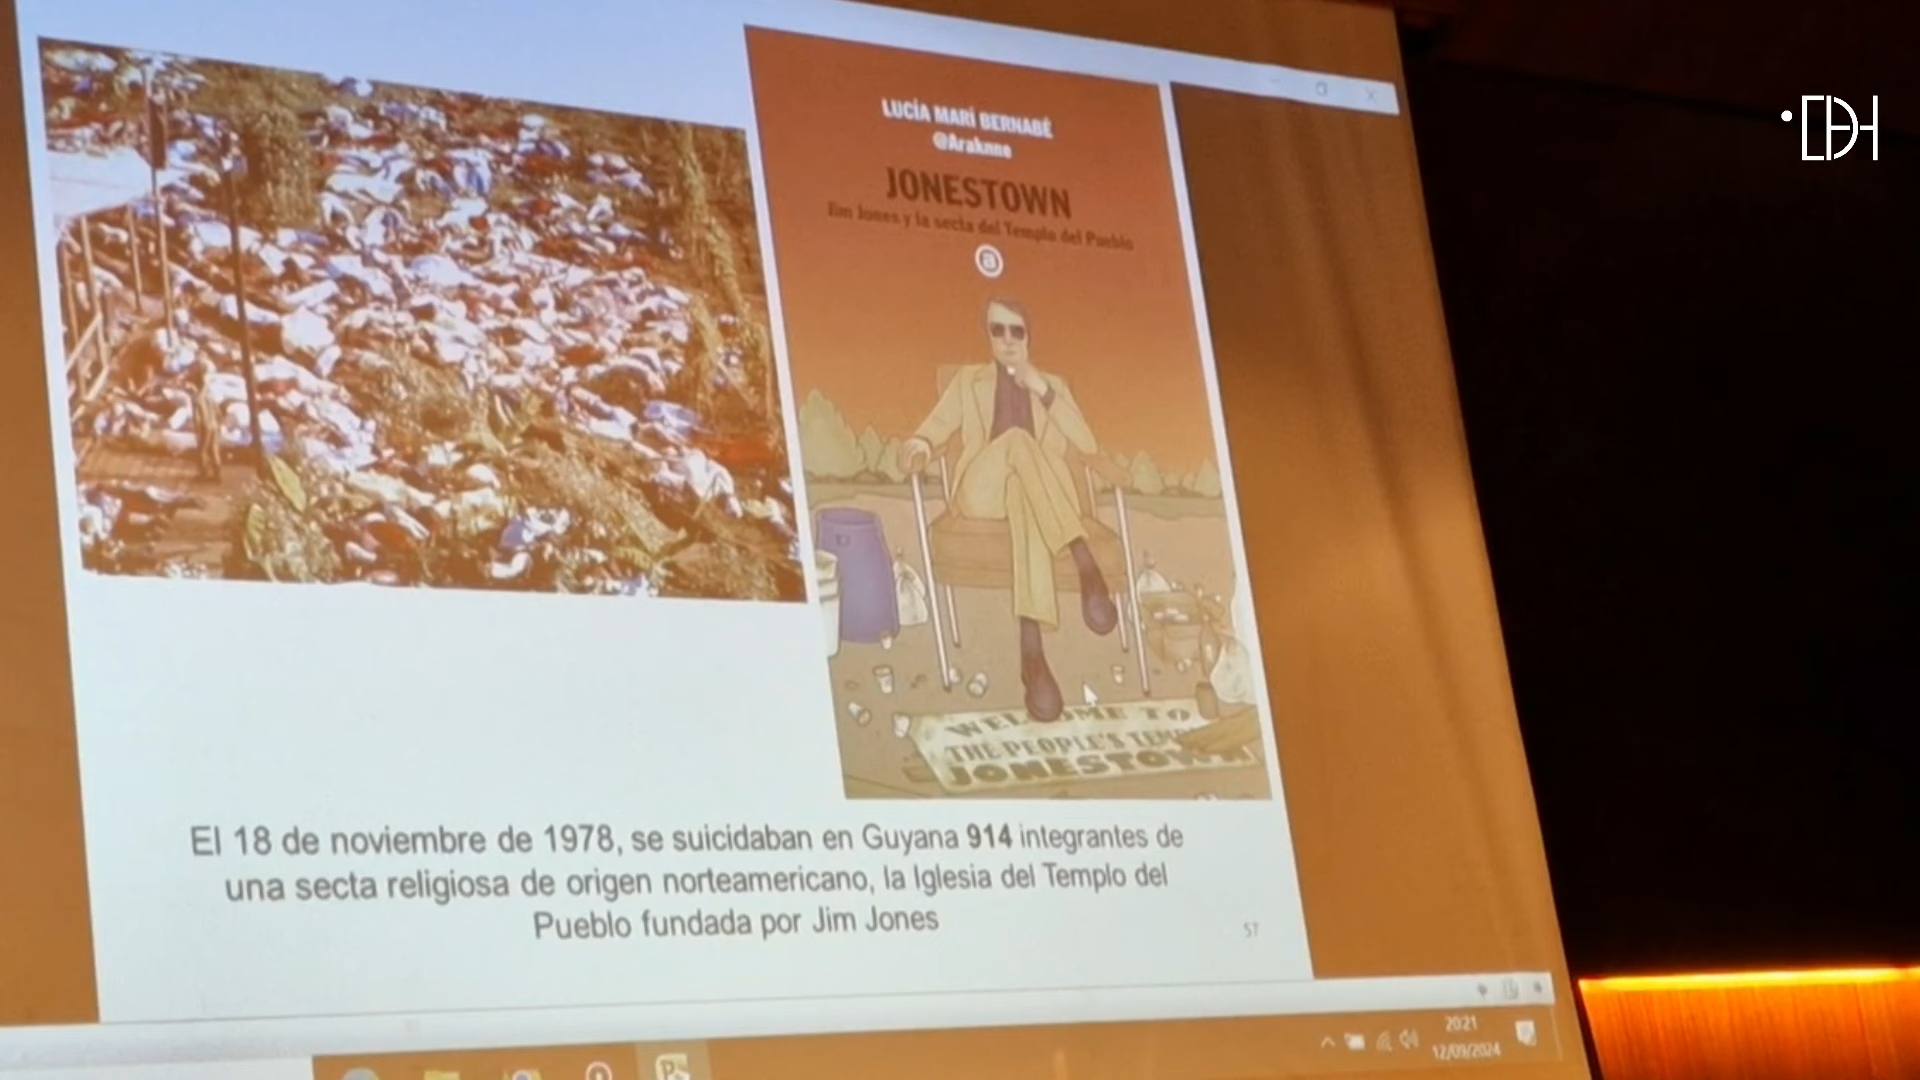 LUCÍA MARÍ BERNABÉ
@Araknne
JONESTOWN
Jim Jones y la secta del Templo del Pueblo
a
WELCOME TO
THE PEOPLE'S TEMP
JONESTOWN
El 18 de noviembre de 1978, se suicidaban en Guyana 914 integrantes de
una secta religiosa de origen norteamericano, la Iglesia del Templo del
Pueblo fundada por Jim Jones
57
20:21
12/09/2024